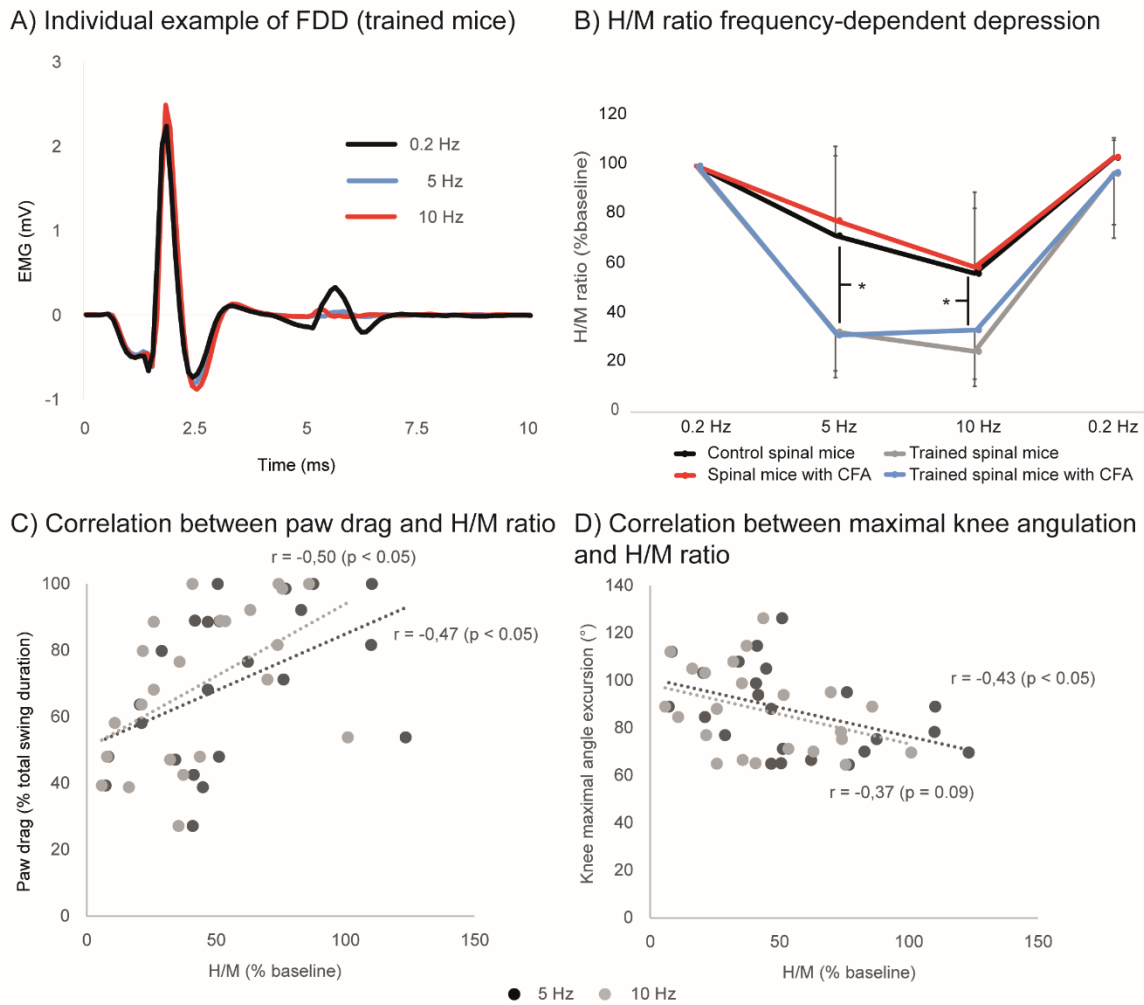 A) Individual example of FDD (trained mice)
3
2
1
0
-1
EMG (mV)
0.2 Hz
5 Hz
10 Hz
0
2.5
5
7.5
10
Time (ms)
B) H/M ratio frequency-dependent depression
120
100
80
60
40
20
0
H/M ratio (%baseline)
*
*
0.2 Hz
5 Hz
10 Hz
0.2 Hz
Control spinal mice
Trained spinal mice
Spinal mice with CFA
Trained spinal mice with CFA
C) Correlation between paw drag and H/M ratio
r = -0,50 (p < 0.05)
r = -0,47 (p < 0.05)
100
80
60
40
20
0
Paw drag (% total swing duration)
0
50
100
150
H/M (% baseline)
D) Correlation between maximal knee angulation
and H/M ratio
140
120
100
80
60
40
20
0
Knee maximal angle excursion (°)
r = -0,43 (p < 0.05)
r = -0,37 (p = 0.09)
0
50
100
150
H/M (% baseline)
5 Hz
10 Hz